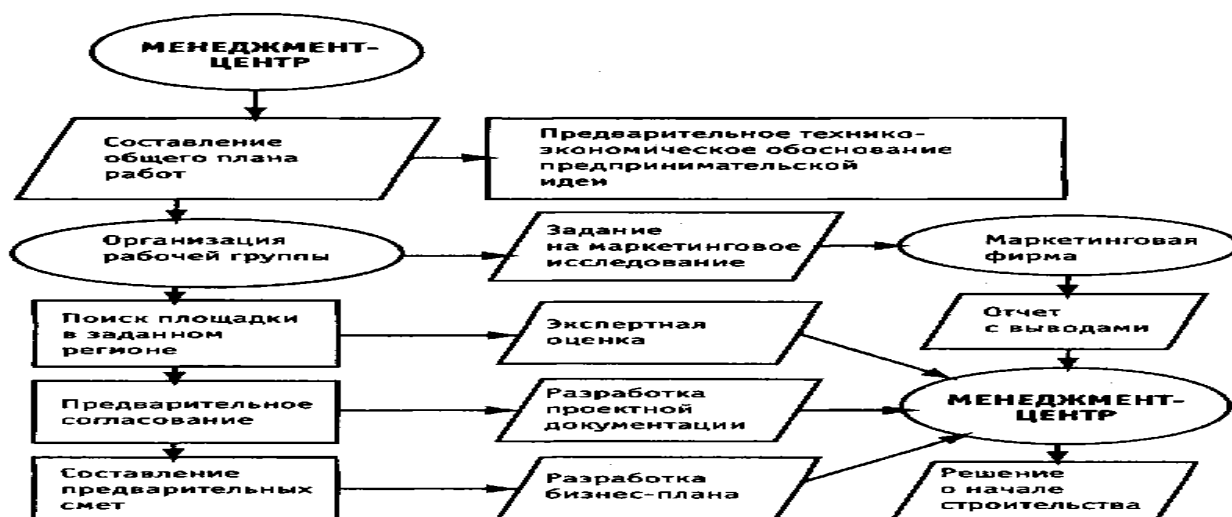 МЕНЕДЖМЕНТ-
ЦЕНТР
Составление
общего плана
работ
Предварительное технико-
экономическое обоснование
предпринимательской
идеи
Организация
рабочей группы
Задание
на маркетинговое
исследование
Маркетинговая
фирма
Поиск площадки
в заданном
регионе
Экспертная
оценка
Отчет
с выводами
Предварительное
согласование
Разработка
проектной
документации
МЕНЕДЖМЕНТ-
ЦЕНТР
Составление
предварительных
смет
Разработка
бизнес-плана
Решение
о начале
строительства